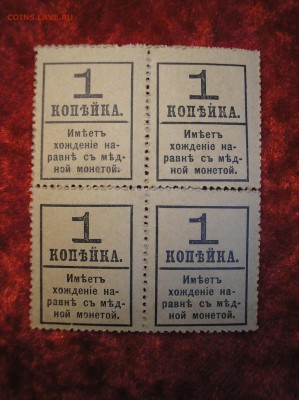 COINS.LAVE.RU
1 1
КОПѢЙКА. КОПѢЙКА.
Имѣетъ Имѣетъ
хожденіе на- хожденіе на-
равнѣ съ мѣд- равнѣ съ мѣд-
ной монетой. ной монетой.
1 1
КОПѢЙКА. КОПѢЙКА.
Имѣетъ Имѣетъ
хожденіе на- хожденіе на-
равнѣ съ мѣд- равнѣ съ мѣд-
ной монетой. ной монетой.